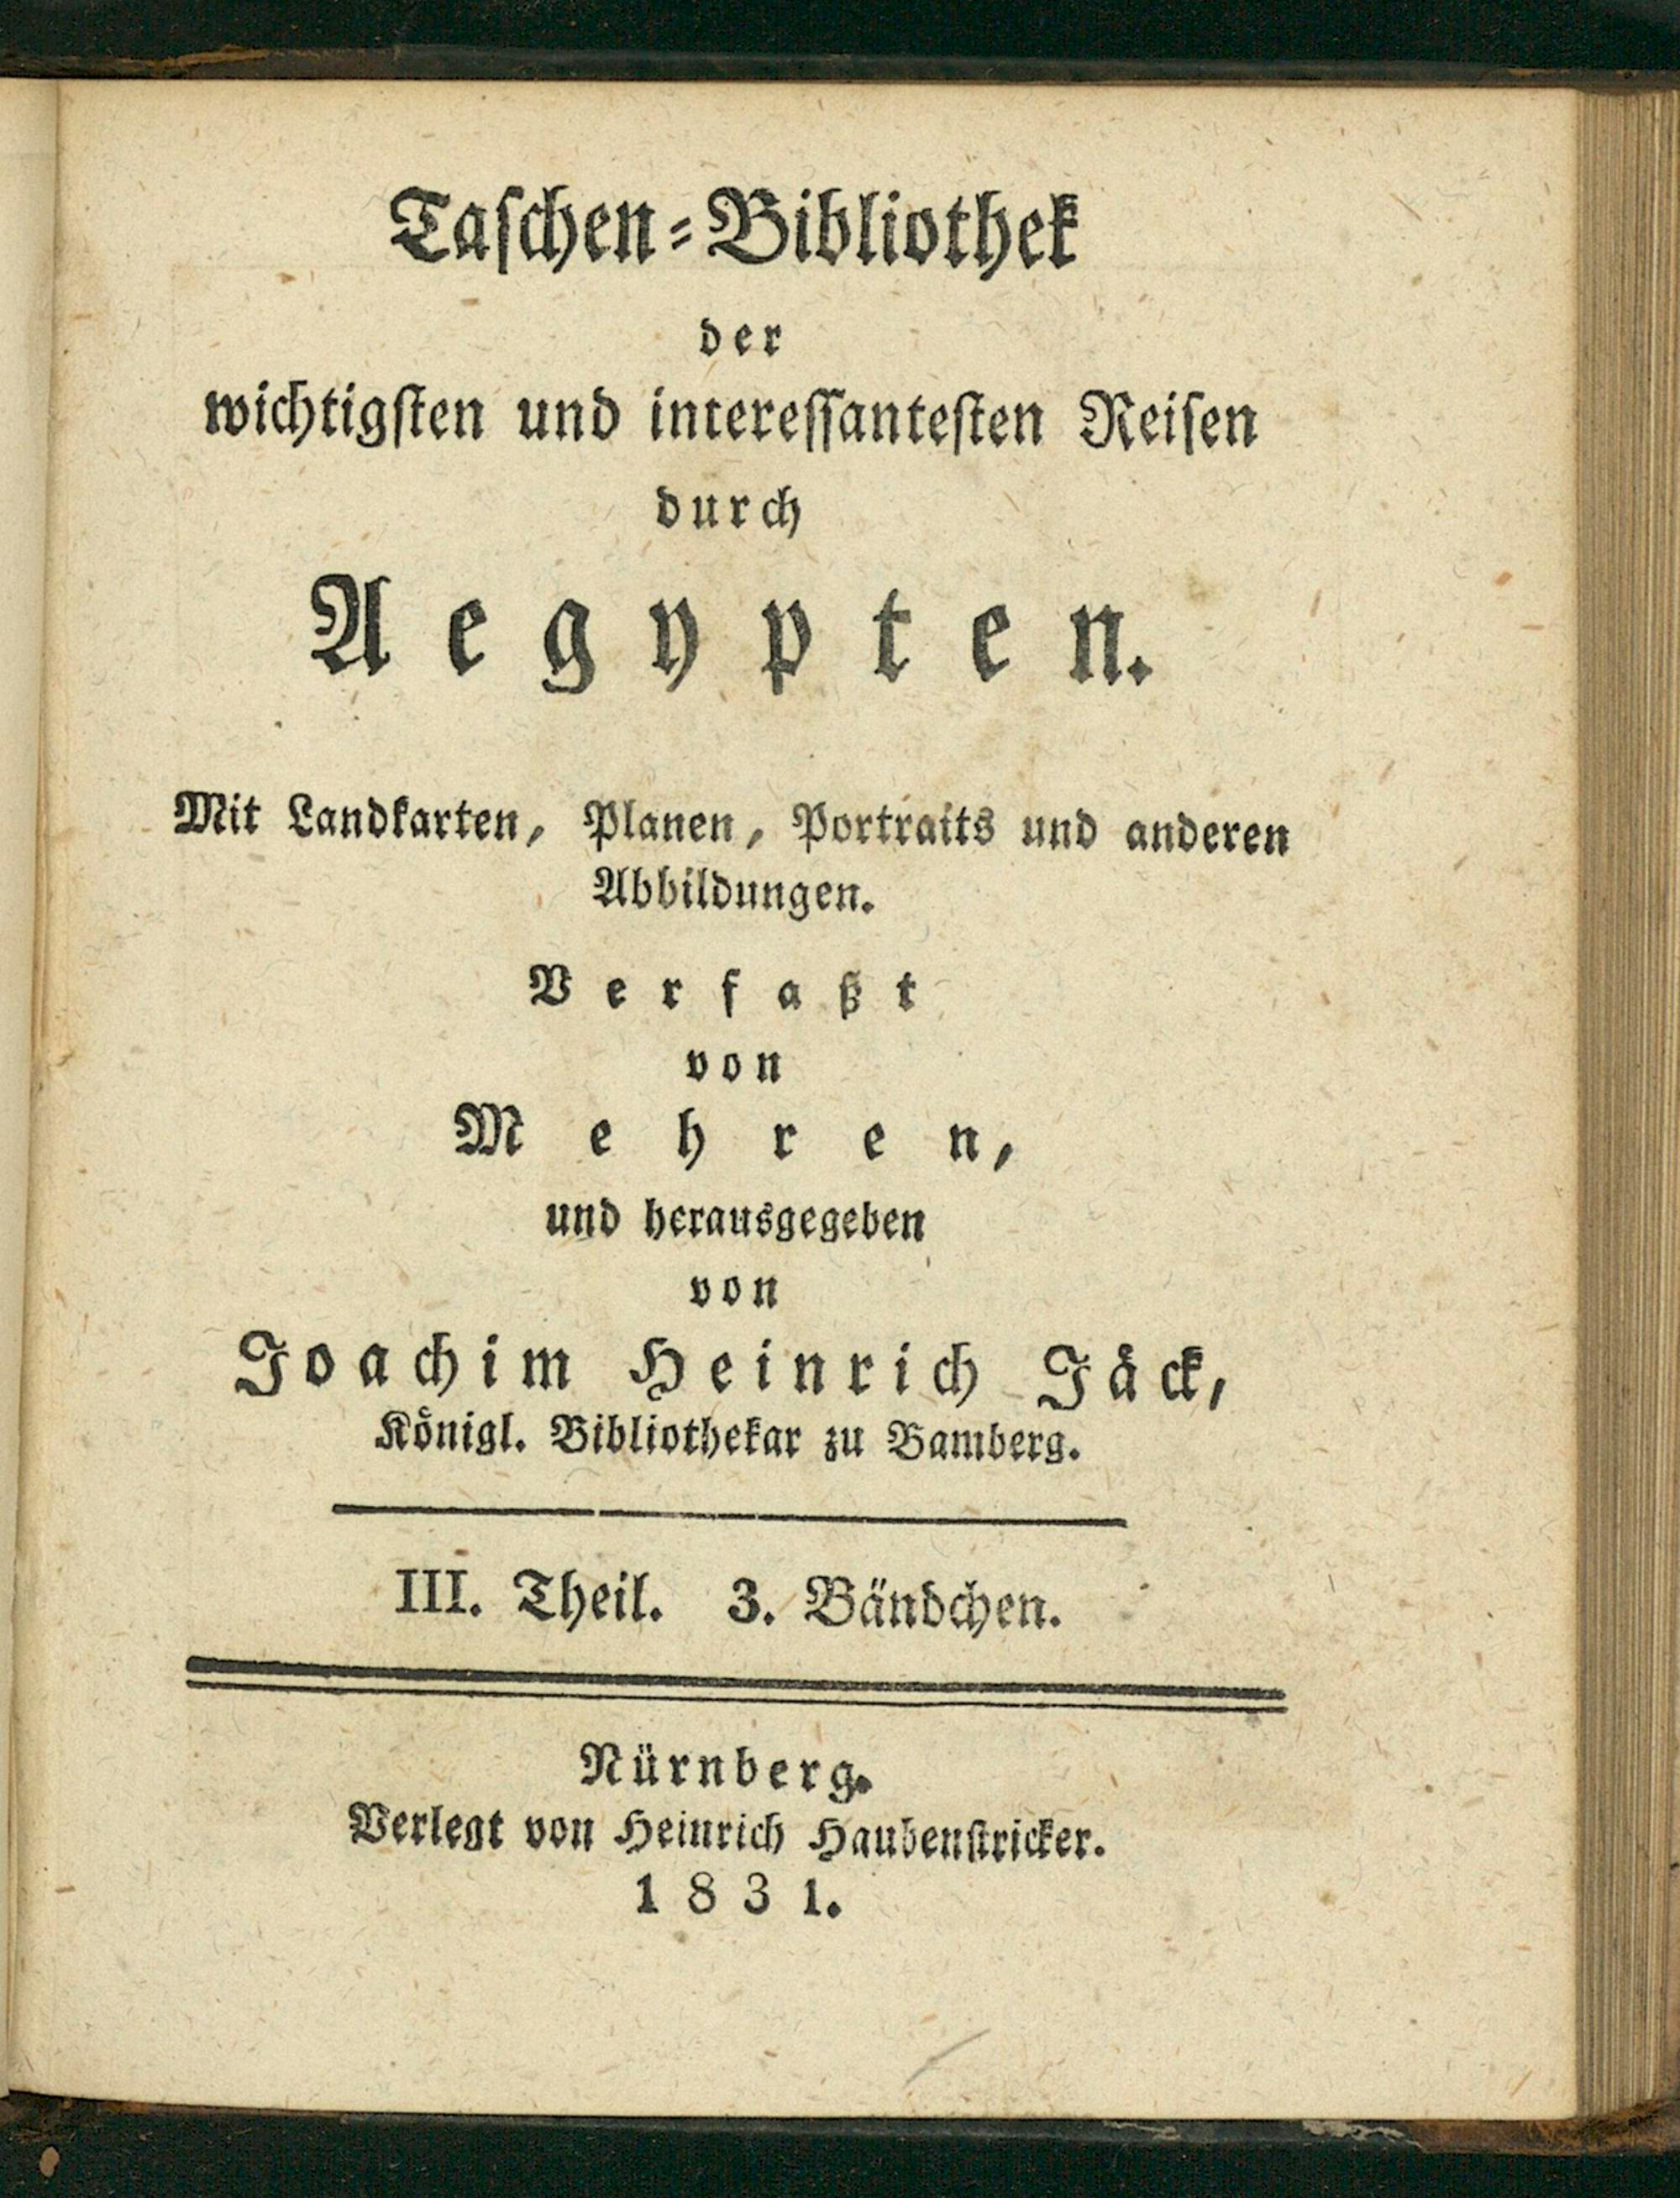 Taſchen-Bibliothek
der
wichtigſten und intereſſanteſten Reiſen
durch
Aegypten.
Mit Landkarten, Planen, Portraits und anderen
Abbildungen.
Verfaßt
von
Mehren,
und herausgegeben
von
Joachim Heinrich Jäck,
Königl. Bibliothekar zu Bamberg.
III. Theil. 3. Bändchen.
Nürnberg.
Verlegt von Heinrich Haubenſtricker.
1831.